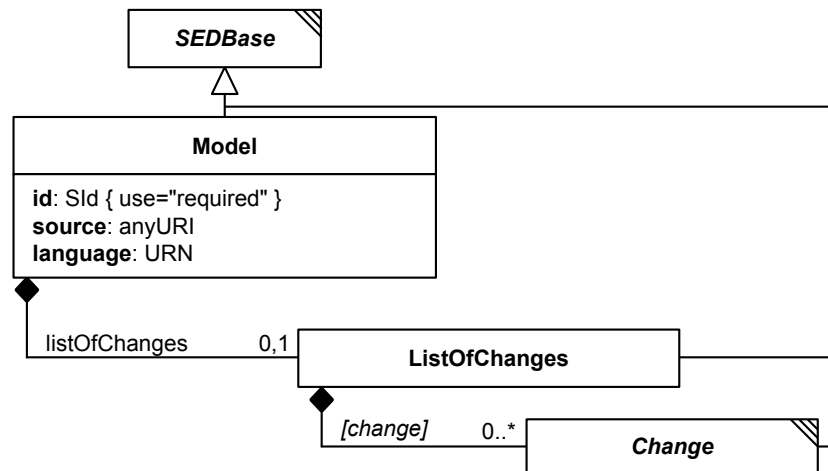 SEDBase
Model
id: SId { use="required" }
source: anyURI
language: URN
listOfChanges 0,1
ListOfChanges
[change] 0..*
Change